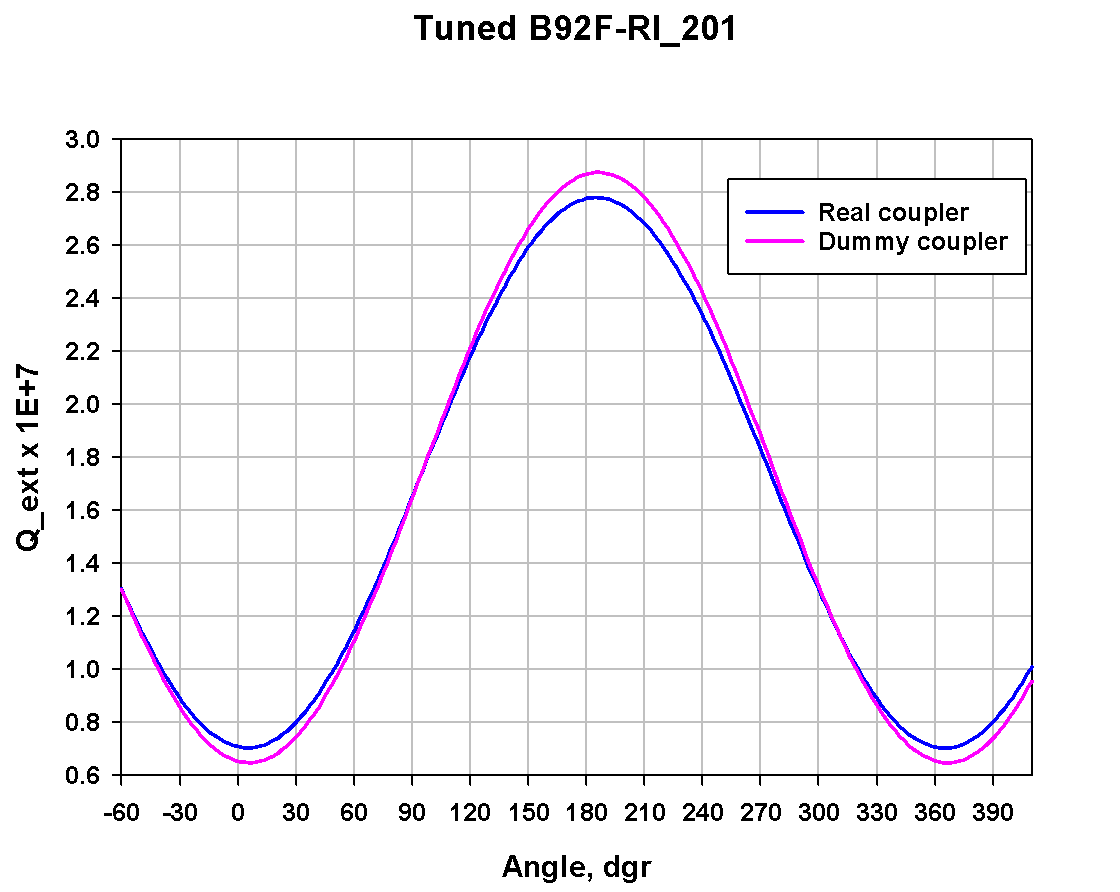 Tuned B92F-RI_201
3.0
2.8
2.6
2.4
2.2
2.0
1.8
1.6
1.4
1.2
1.0
0.8
0.6
Q_ext x 1E+7
Real coupler
Dummy coupler
-60 -30 0 30 60 90 120 150 180 210 240 270 300 330 360 390
Angle, dgr